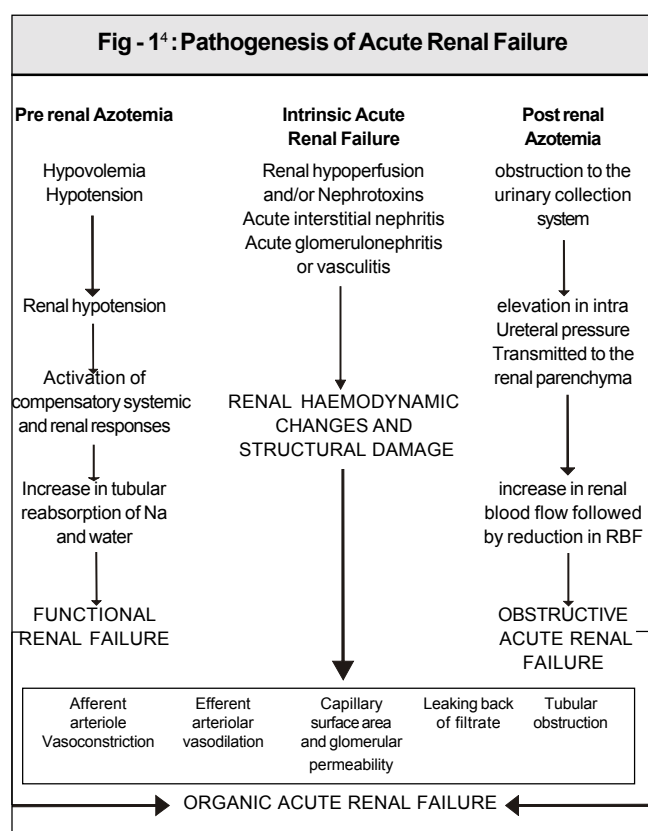 Fig - 1⁴ : Pathogenesis of Acute Renal Failure
Pre renal Azotemia
Hypovolemia
Hypotension
Renal hypotension
Activation of
compensatory systemic
and renal responses
Increase in tubular
reabsorption of Na
and water
FUNCTIONAL
RENAL FAILURE
Intrinsic Acute
Renal Failure
Renal hypoperfusion
and/or Nephrotoxins
Acute interstitial nephritis
Acute glomerulonephritis
or vasculitis
RENAL HAEMODYNAMIC
CHANGES AND
STRUCTURAL DAMAGE
Post renal
Azotemia
obstruction to the
urinary collection
system
elevation in intra
Ureteral pressure
Transmitted to the
renal parenchyma
increase in renal
blood flow followed
by reduction in RBF
OBSTRUCTIVE
ACUTE RENAL
FAILURE
Afferent
arteriole
Vasoconstriction
Efferent
arteriolar
vasodilation
Capillary
surface area
and glomerular
permeability
Leaking back
of filtrate
Tubular
obstruction
ORGANIC ACUTE RENAL FAILURE